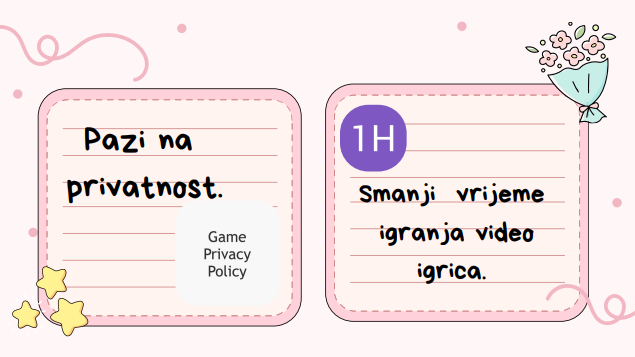 Pazi na
privatnost.
Game
Privacy
Policy
1H
Smanji vrijeme
igranja video
igrica.